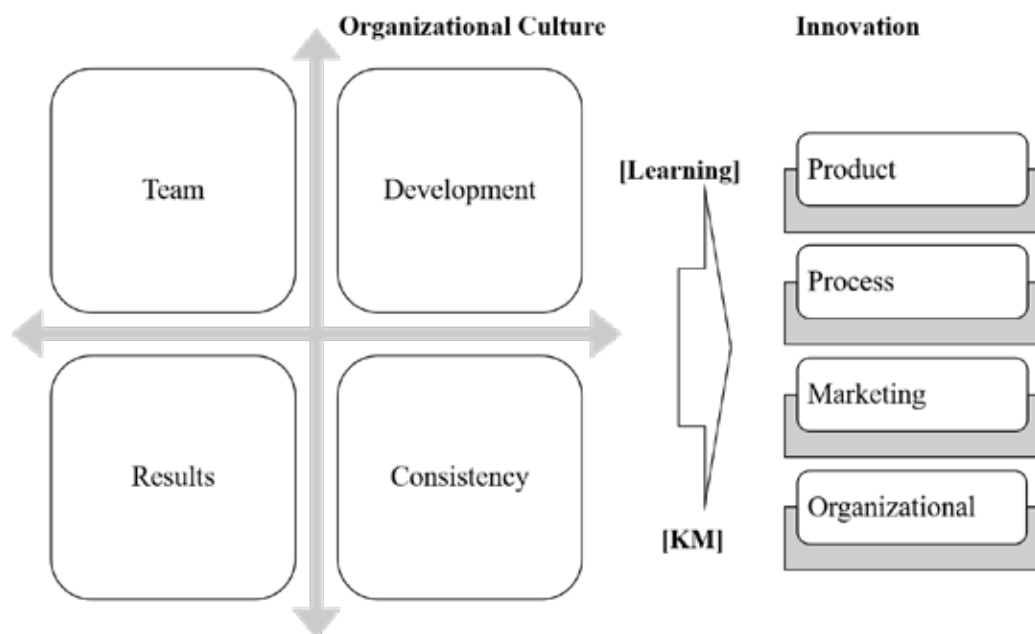 Organizational Culture
Innovation
Team
Development
Results
Consistency
[Learning]
[KM]
Product
Process
Marketing
Organizational